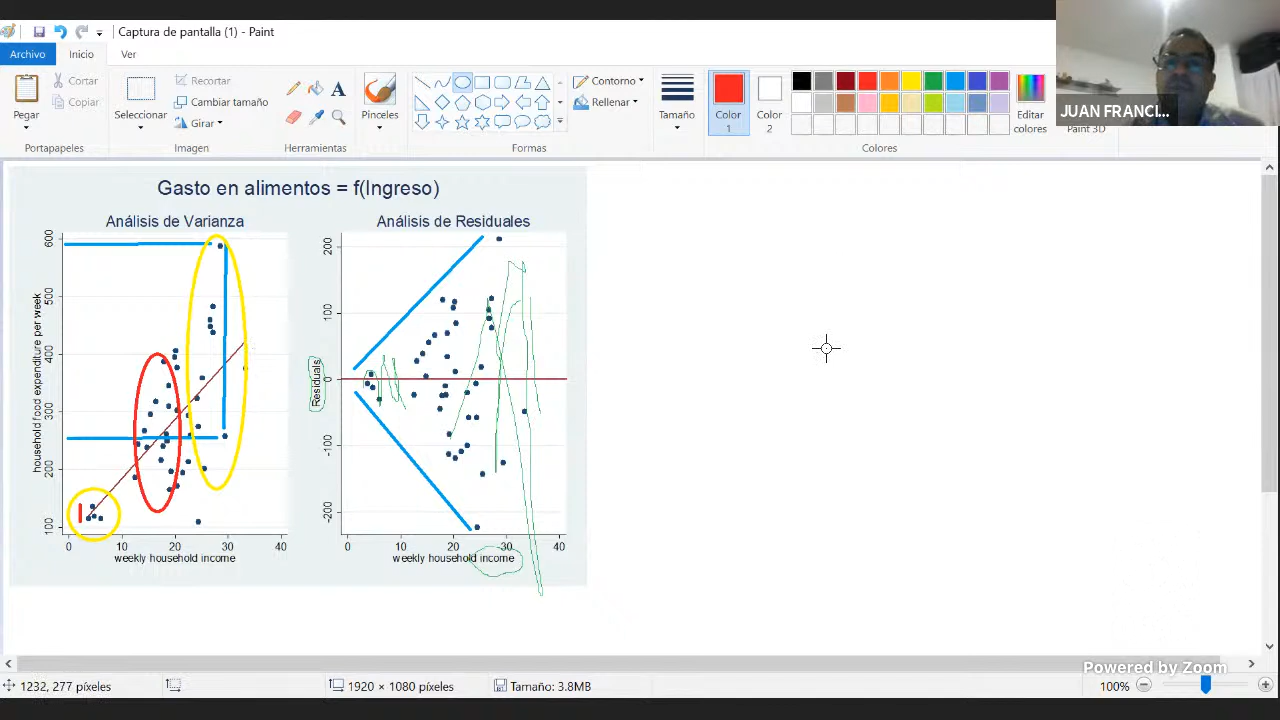 Captura de pantalla (1) - Paint
Archivo
Inicio
Ver
Pegar
Cortar
Copiar
Portapapeles
Seleccionar
Recortar
Cambiar tamaño
Girar
Imagen
A
Herramientas
Pinceles
Contorno
Rellenar
Formas
Tamaño
Color
1
Color
2
Editar
colores
Paint 3D
Colores
JUAN FRANCI...
Gasto en alimentos = f(Ingreso)
Análisis de Varianza
household food expenditure per week
600
500
400
300
200
100
0 10 20 30 40
weekly household income
Análisis de Residuales
Residuals
200
100
0
-100
-200
0 10 20 30 40
weekly household income
Powered by Zoom
1232, 277 píxeles
1920 × 1080 píxeles
Tamaño: 3.8MB
100%